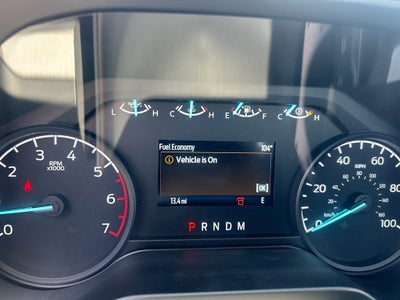 L H C H E F C H
Fuel Economy 104°
Vehicle is On
[OK]
13.4 mi E
P R N D M
0 1 2 3 4 5 6 7
RPM
x1000
0 20 40 60 80 100
MPH
km/h